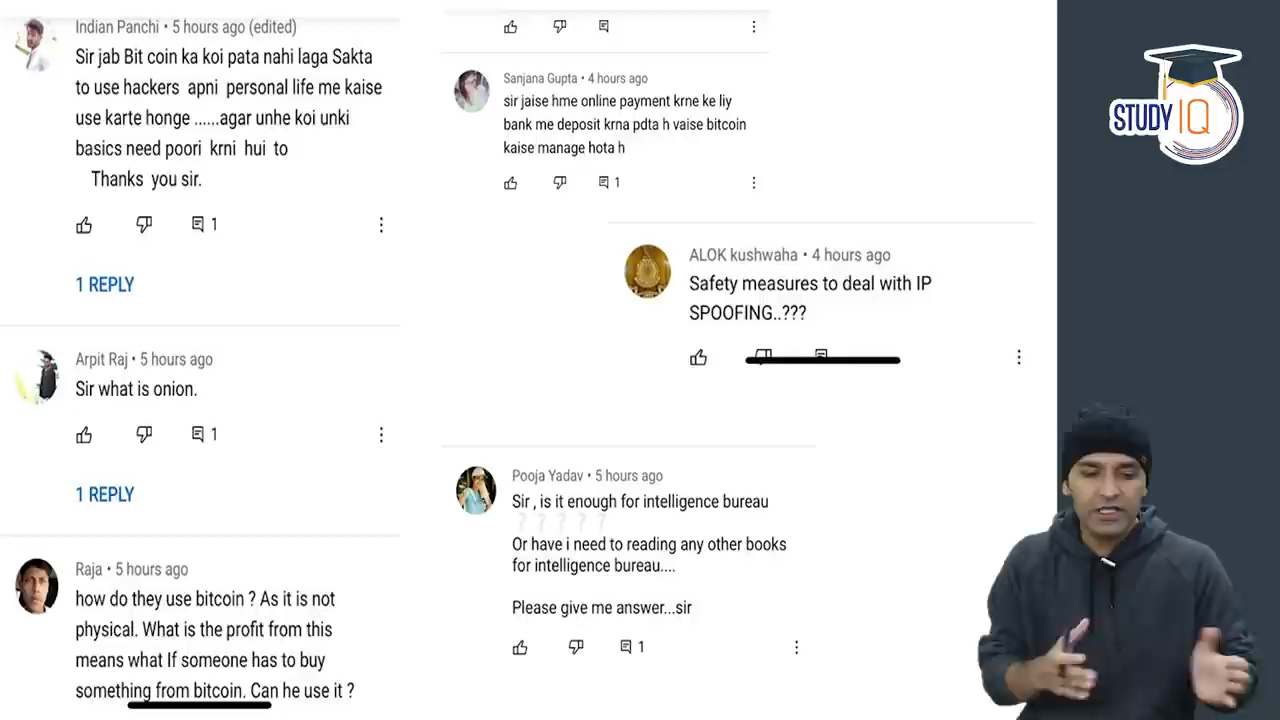 Indian Panchi • 5 hours ago (edited)
Sir jab Bit coin ka koi pata nahi laga Sakta
to use hackers apni personal life me kaise
use karte honge ......agar unhe koi unki
basics need poori krni hui to
Thanks you sir.
1
1 REPLY
Arpit Raj • 5 hours ago
Sir what is onion.
1
1 REPLY
Raja • 5 hours ago
how do they use bitcoin ? As it is not
physical. What is the profit from this
means what If someone has to buy
something from bitcoin. Can he use it ?
Sanjana Gupta • 4 hours ago
sir jaise hme online payment krne ke liy
bank me deposit krna pdta h vaise bitcoin
kaise manage hota h
1
ALOK kushwaha • 4 hours ago
Safety measures to deal with IP
SPOOFING..???
Pooja Yadav • 5 hours ago
Sir , is it enough for intelligence bureau
? ? ? ? ?
Or have i need to reading any other books
for intelligence bureau....
Please give me answer...sir
1
STUDY IQ